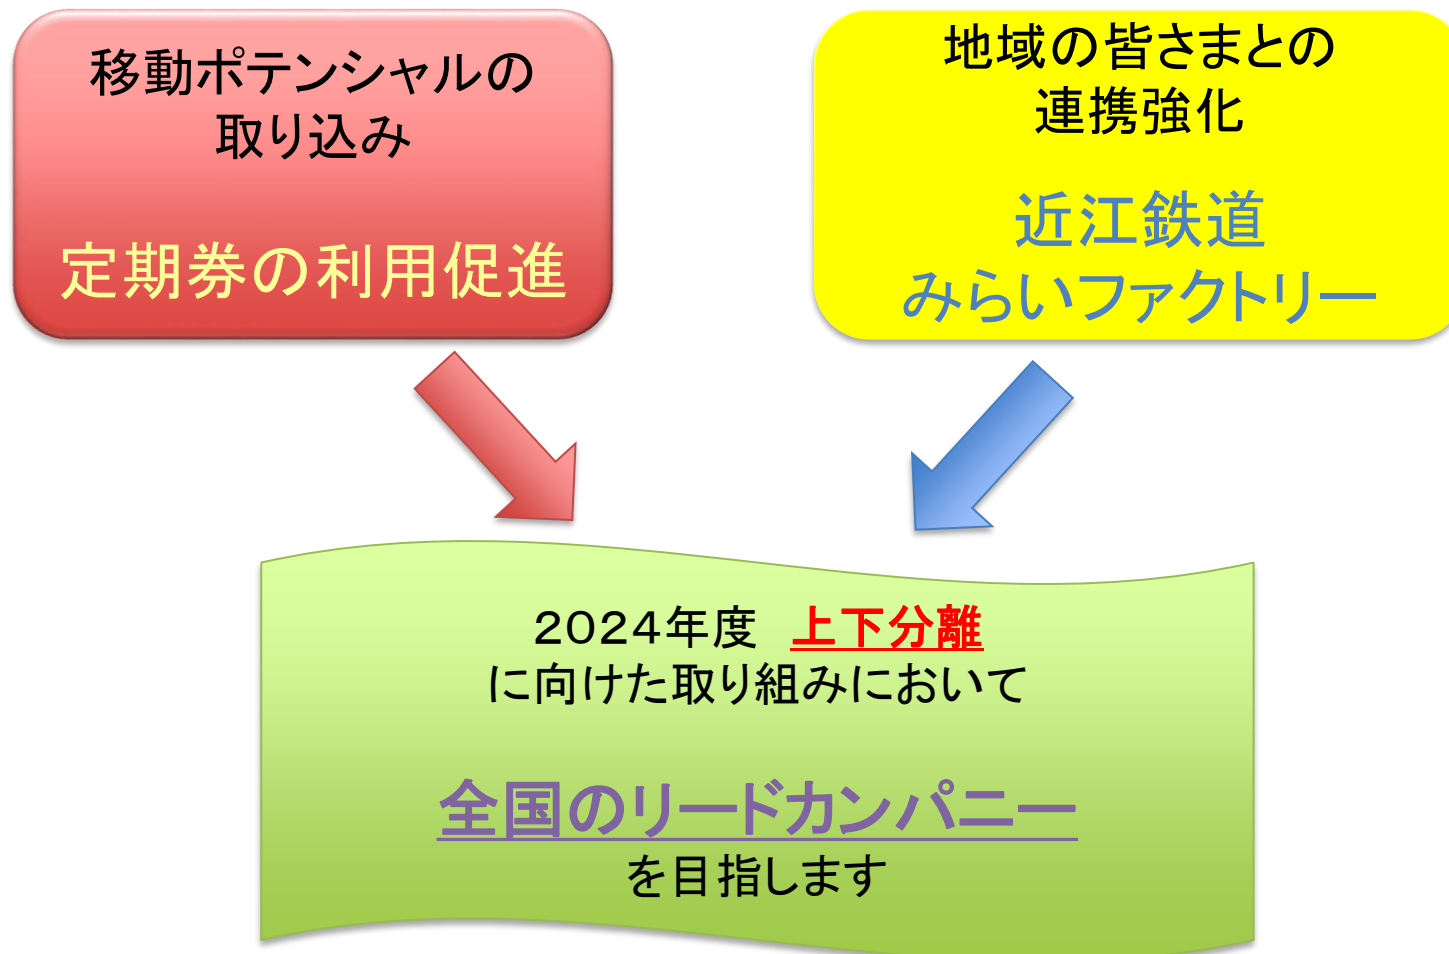 移動ポテンシャルの
取り込み
定期券の利用促進
地域の皆さまとの
連携強化
近江鉄道
みらいファクトリー
２０２４年度　上下分離
に向けた取り組みにおいて
全国のリードカンパニー
を目指します